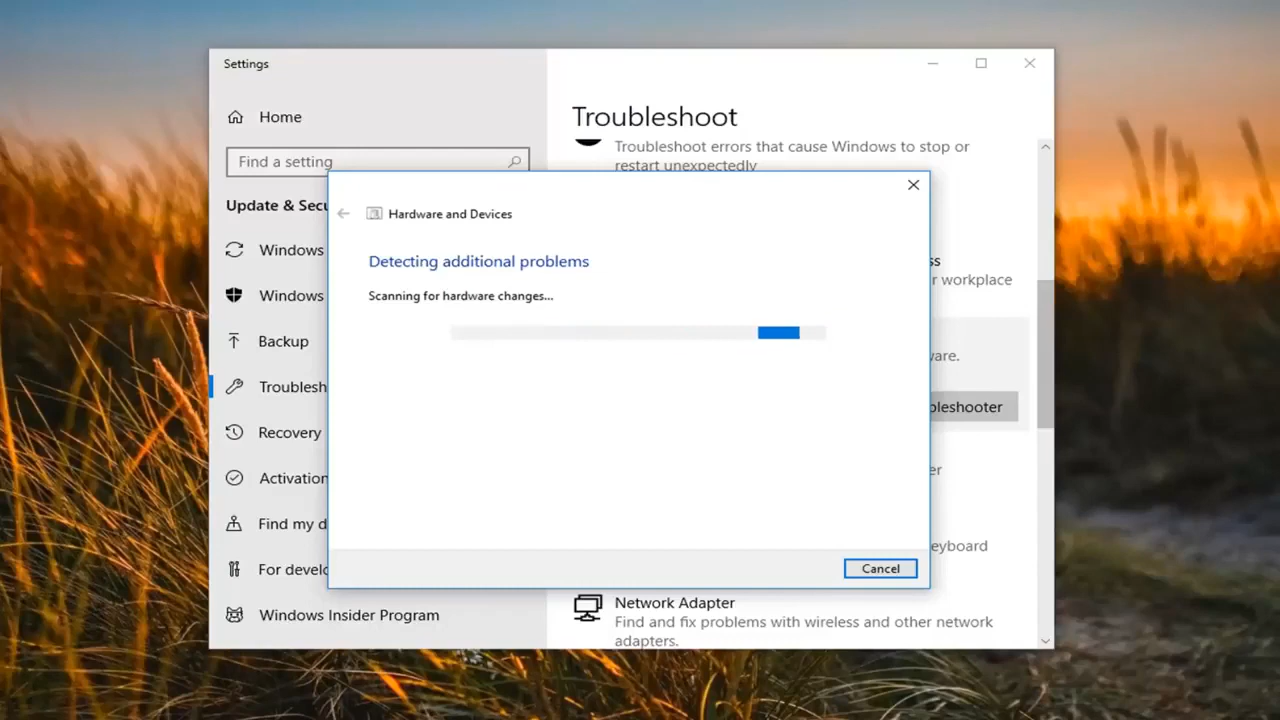 Settings
Home
Find a setting
Update & Secu
Windows
Windows
Backup
Troublesh
Recovery
Activation
Find my d
For develo
Windows Insider Program
Troubleshoot
Troubleshoot errors that cause Windows to stop or
restart unexpectedly
ss
r workplace
ware.
bleshooter
er
eyboard
Network Adapter
Find and fix problems with wireless and other network
adapters.
Hardware and Devices
Detecting additional problems
Scanning for hardware changes...
Cancel